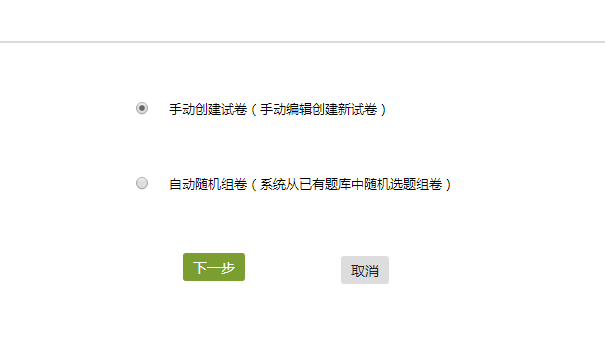 手动创建试卷（手动编辑创建新试卷）
自动随机组卷（系统从已有题库中随机选题组卷）
下一步 取消